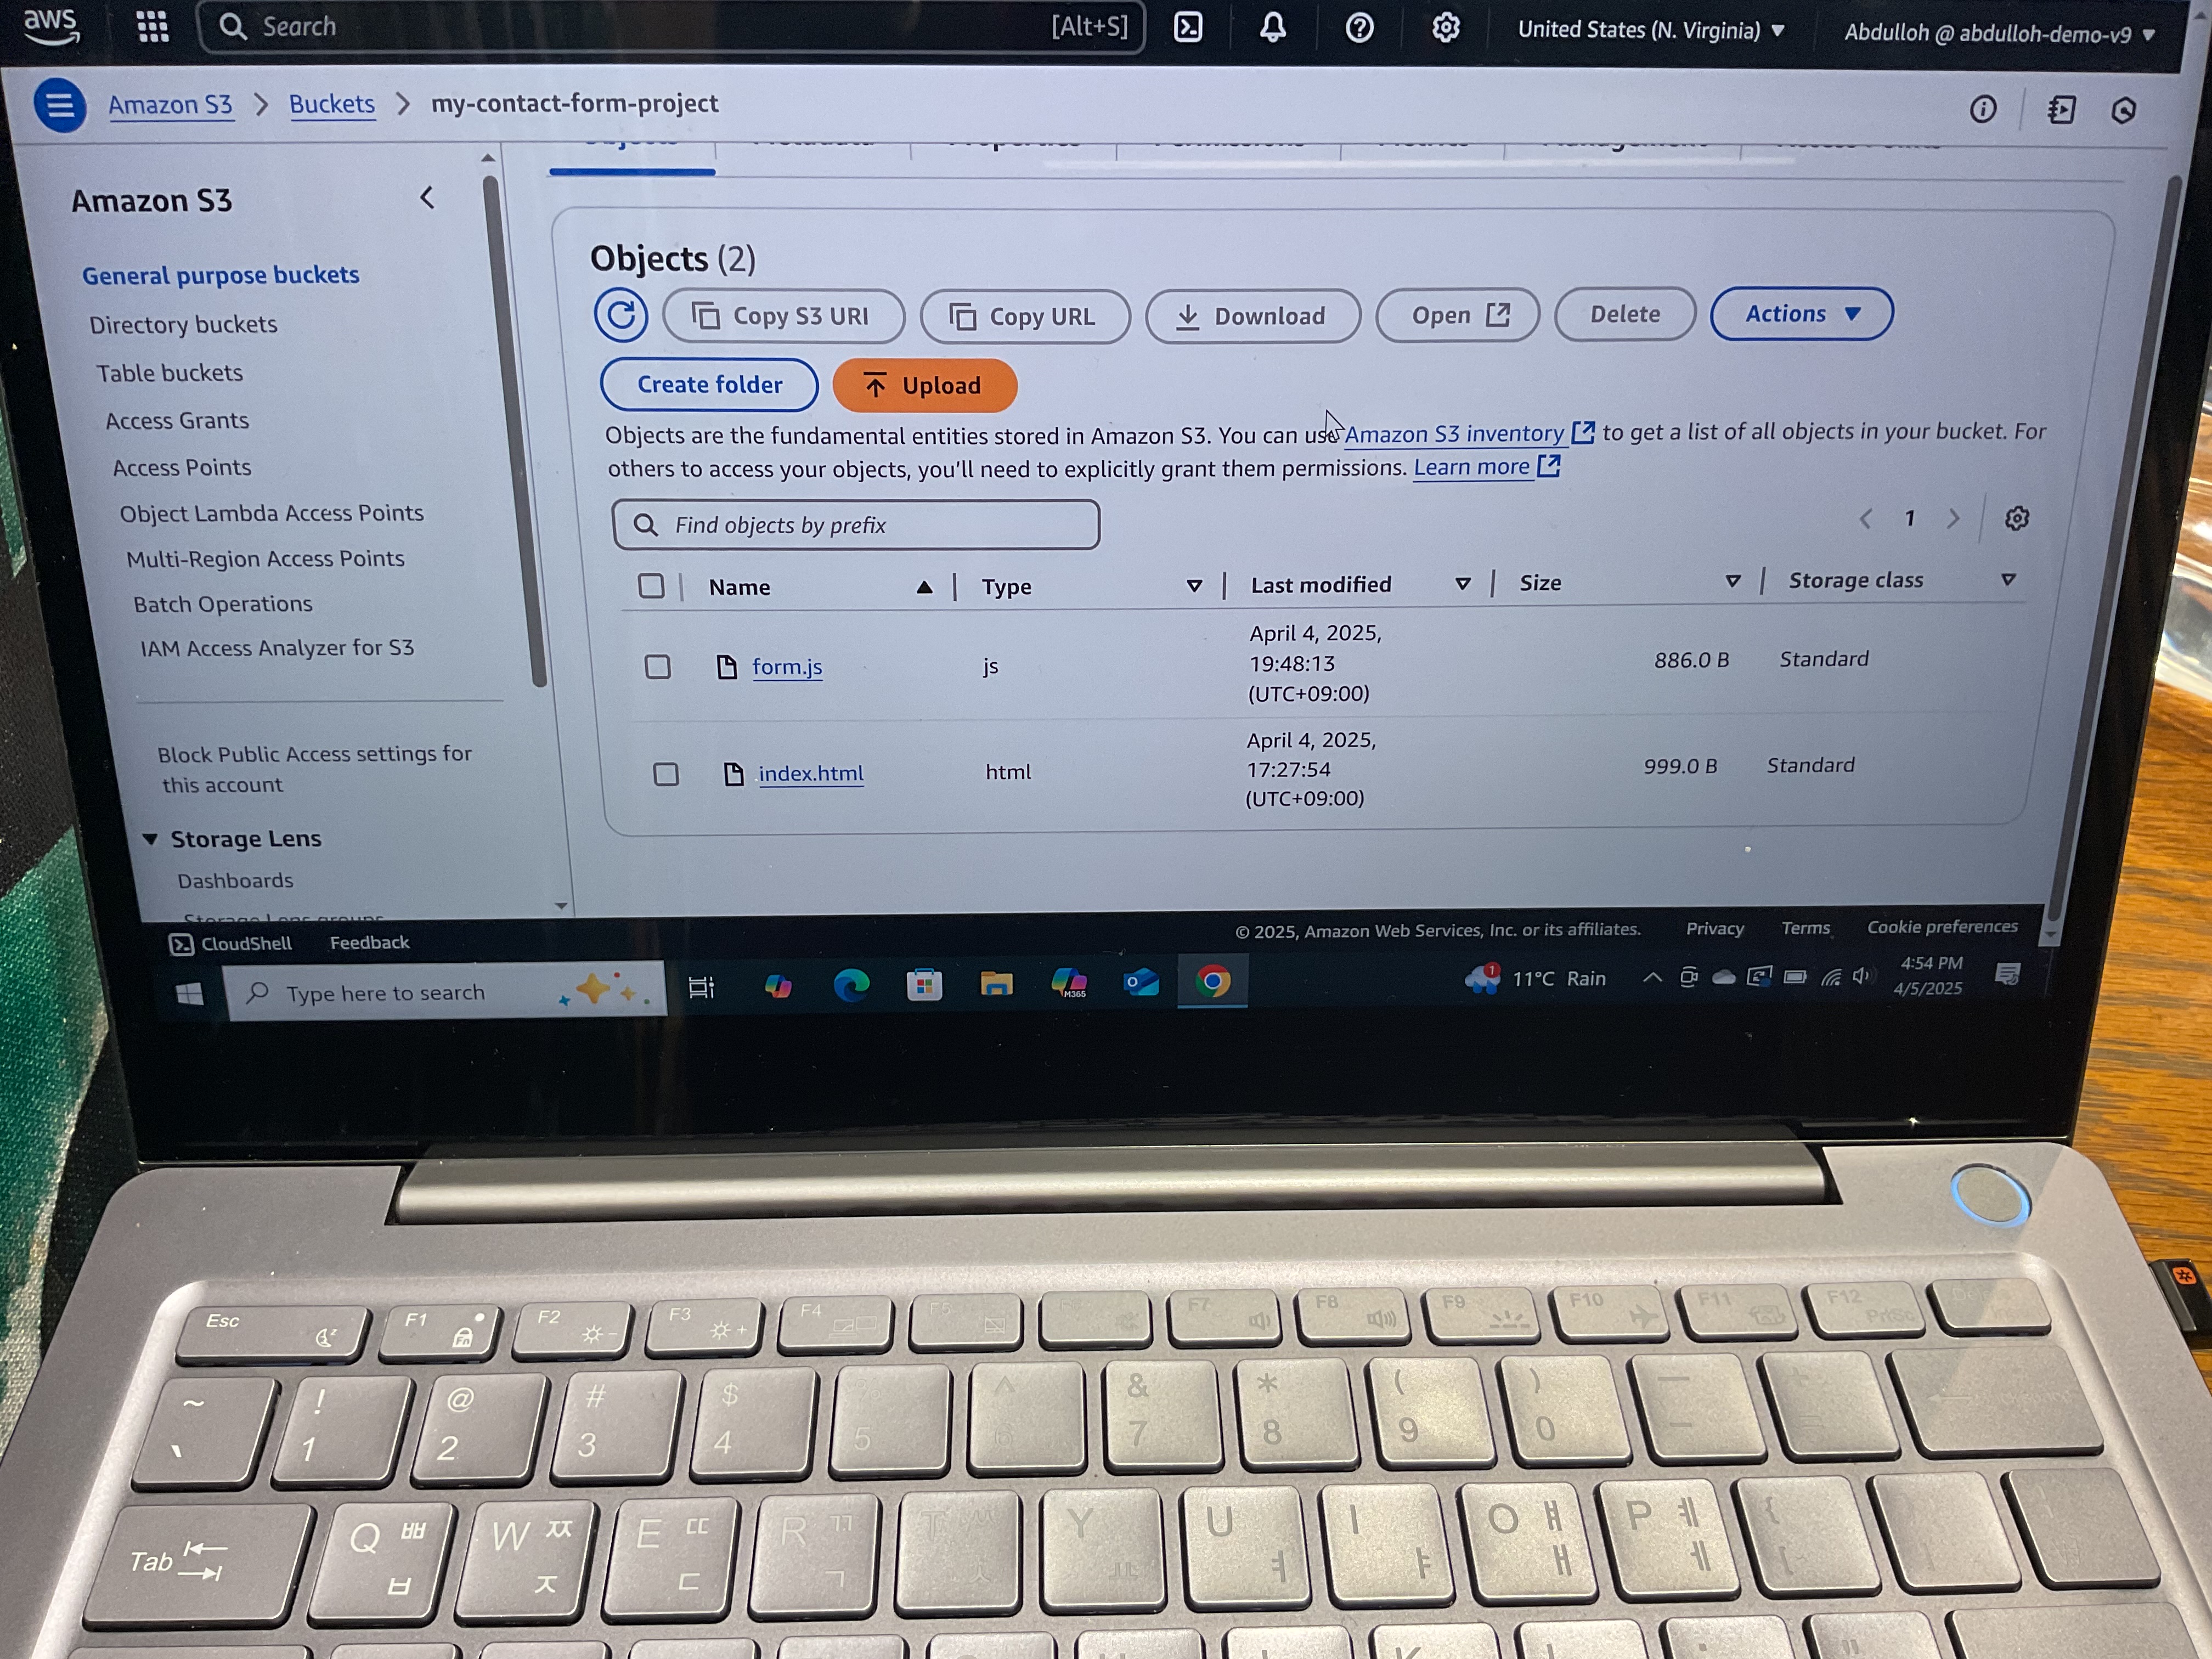 aws
Search
[Alt+S]
United States (N. Virginia)
Abdulloh @ abdulloh-demo-v9
Amazon S3 > Buckets > my-contact-form-project
Amazon S3
General purpose buckets
Directory buckets
Table buckets
Access Grants
Access Points
Object Lambda Access Points
Multi-Region Access Points
Batch Operations
IAM Access Analyzer for S3
Block Public Access settings for
this account
Storage Lens
Dashboards
Storage Lens groups
Objects (2)
Copy S3 URI
Copy URL
Download
Open
Delete
Actions
Create folder
Upload
Objects are the fundamental entities stored in Amazon S3. You can use Amazon S3 inventory to get a list of all objects in your bucket. For
others to access your objects, you'll need to explicitly grant them permissions. Learn more
Find objects by prefix
1
Name Type Last modified Size Storage class
April 4, 2025,
form.js js 19:48:13 886.0 B Standard
(UTC+09:00)
April 4, 2025,
index.html html 17:27:54 999.0 B Standard
(UTC+09:00)
CloudShell Feedback
© 2025, Amazon Web Services, Inc. or its affiliates. Privacy Terms Cookie preferences
Type here to search
M365
1
11°C Rain
4:54 PM
4/5/2025
Esc F1 F2 F3 F4 F5 F7 F8 F9 F10 F11 F12 PrtSc
Fn
~ ! @ # $ ^ & * ( ) —
` 1 2 3 4 5 6 7 8 9 0 -
Tab Q ㅃ W ㅉ E ㄸ R ㄲ T ㅆ Y U I O ㅒ P ㅖ {
ㅂ ㅈ ㄷ ㄱ ㅅ ㅛ ㅕ ㅑ ㅐ ㅔ [